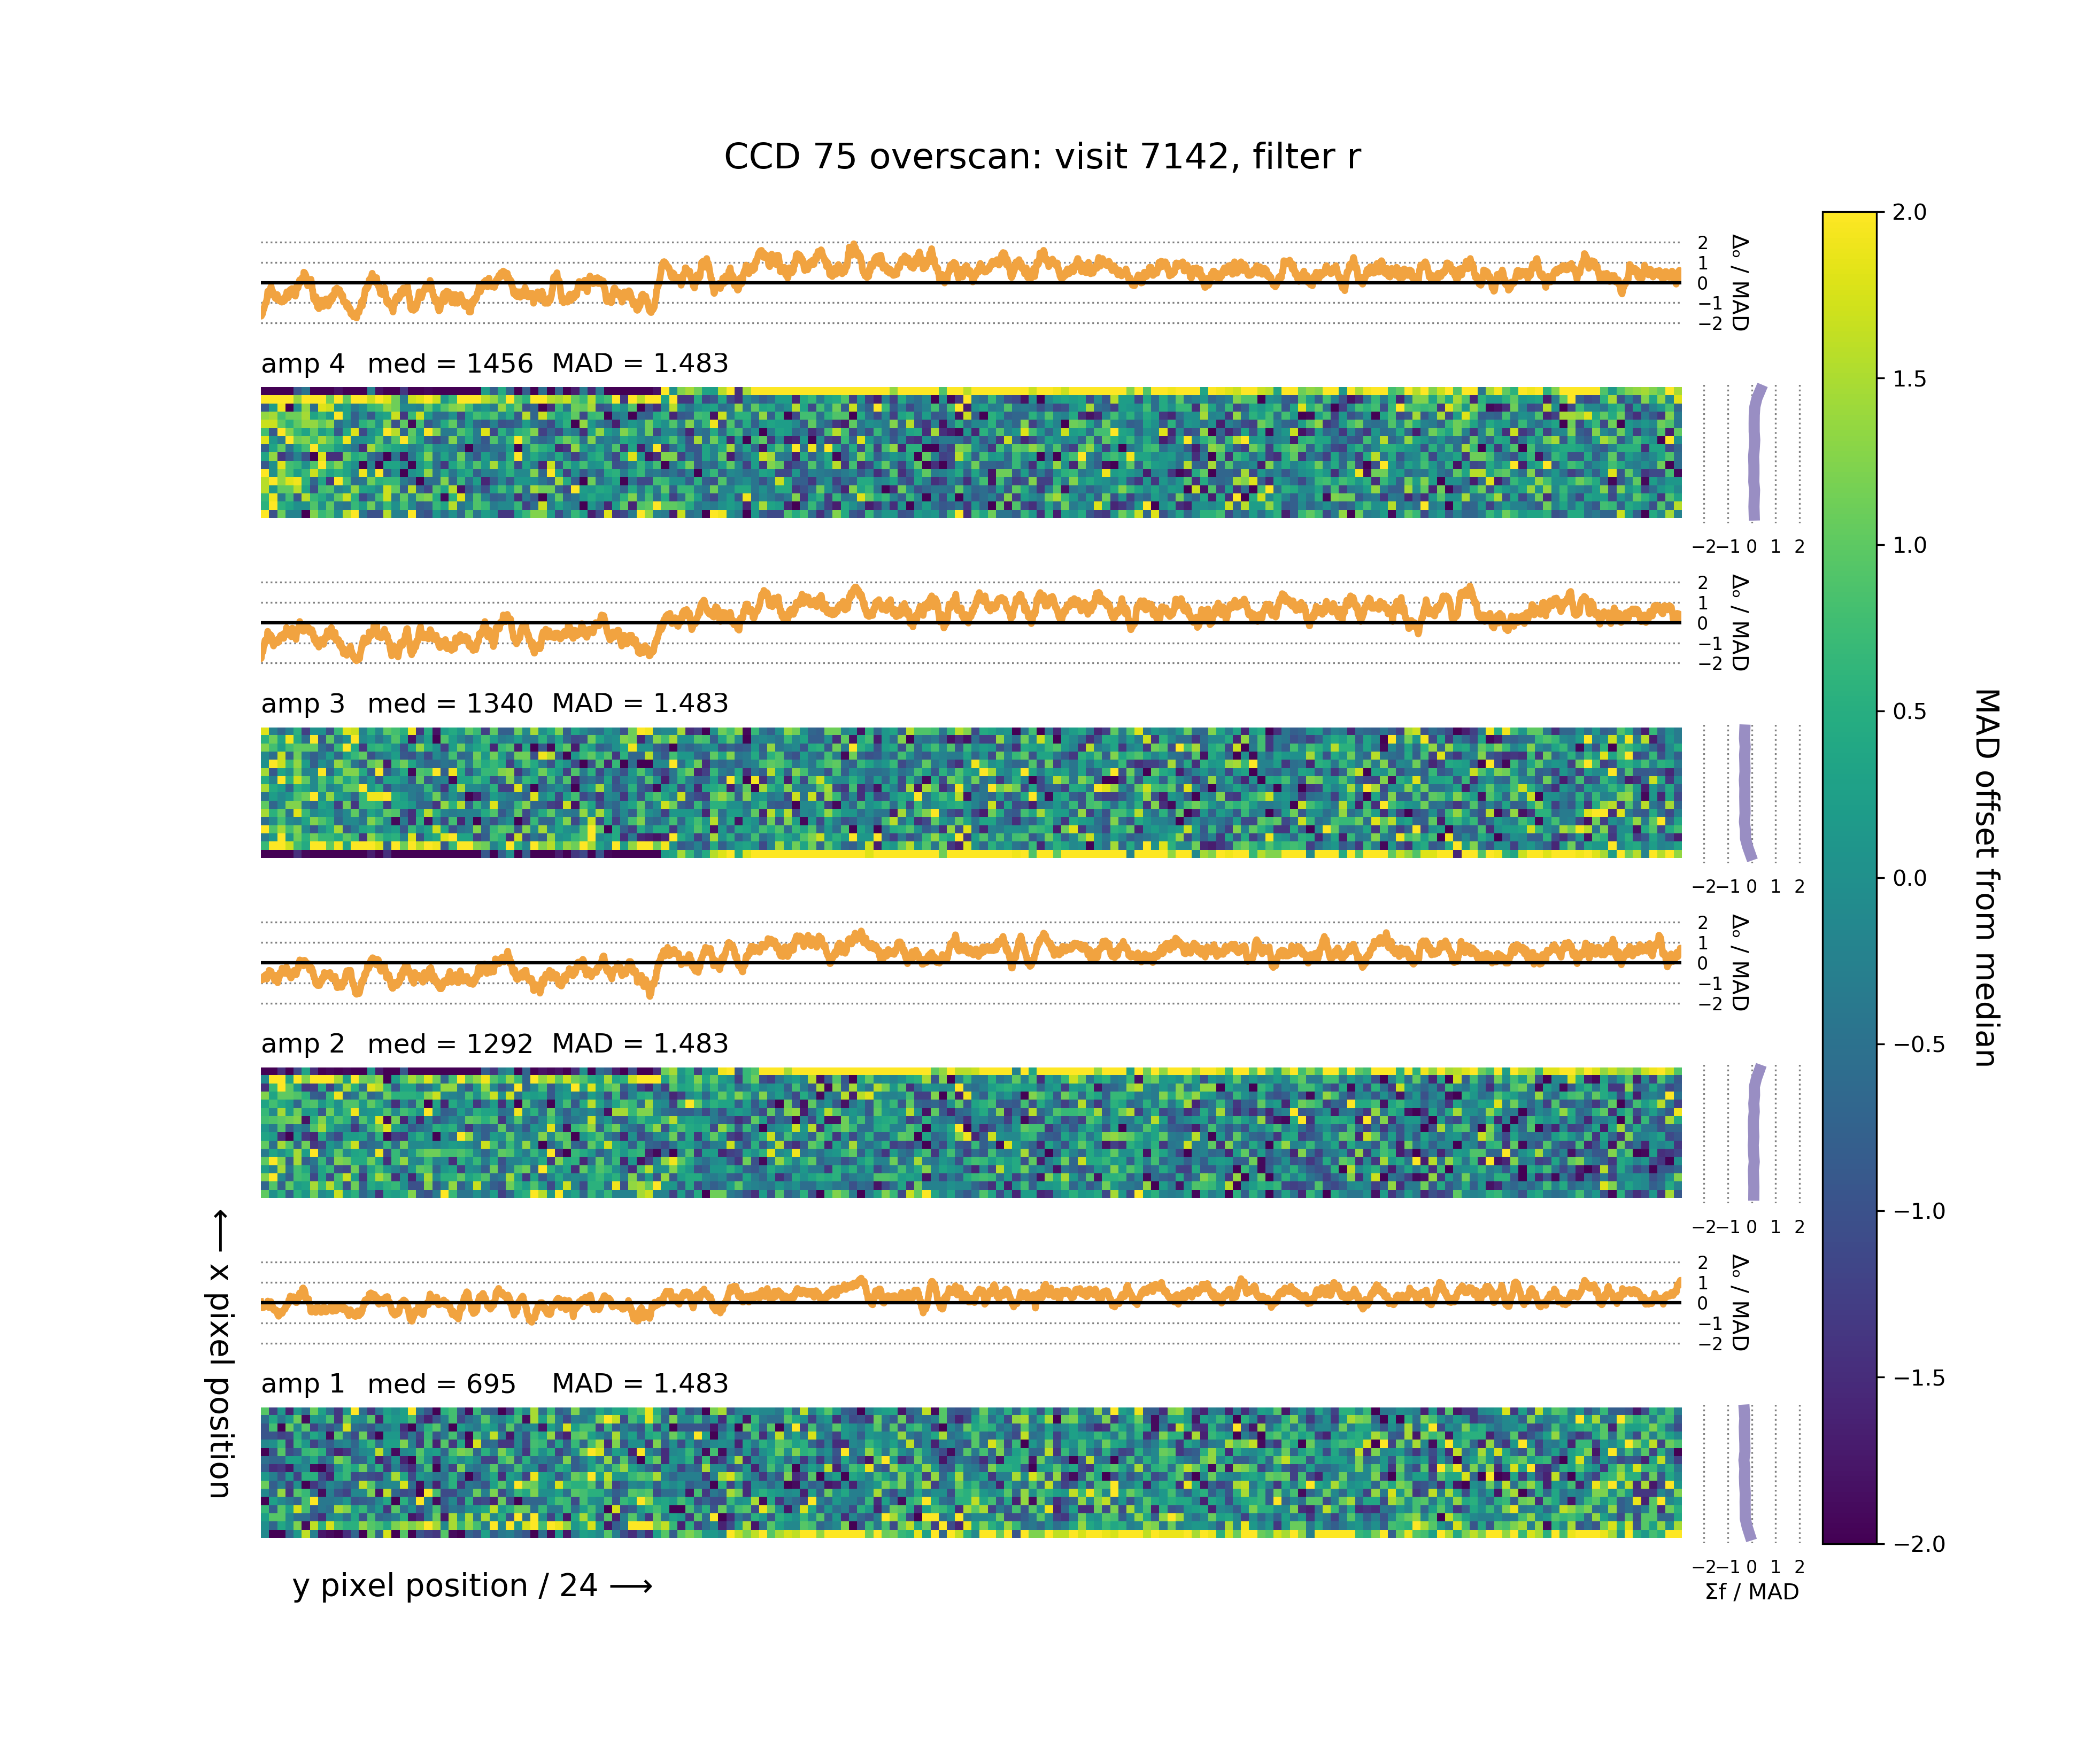 CCD 75 overscan: visit 7142, filter r
2
1
0
−1
−2
Δₒ / MAD
amp 4 med = 1456 MAD = 1.483
−2 −1 0 1 2
2
1
0
−1
−2
Δₒ / MAD
amp 3 med = 1340 MAD = 1.483
−2 −1 0 1 2
2
1
0
−1
−2
Δₒ / MAD
amp 2 med = 1292 MAD = 1.483
−2 −1 0 1 2
2
1
0
−1
−2
Δₒ / MAD
amp 1 med = 695 MAD = 1.483
−2 −1 0 1 2
Σf / MAD
y pixel position / 24 ⟶
⟵ x pixel position
2.0
1.5
1.0
0.5
0.0
−0.5
−1.0
−1.5
−2.0
MAD offset from median